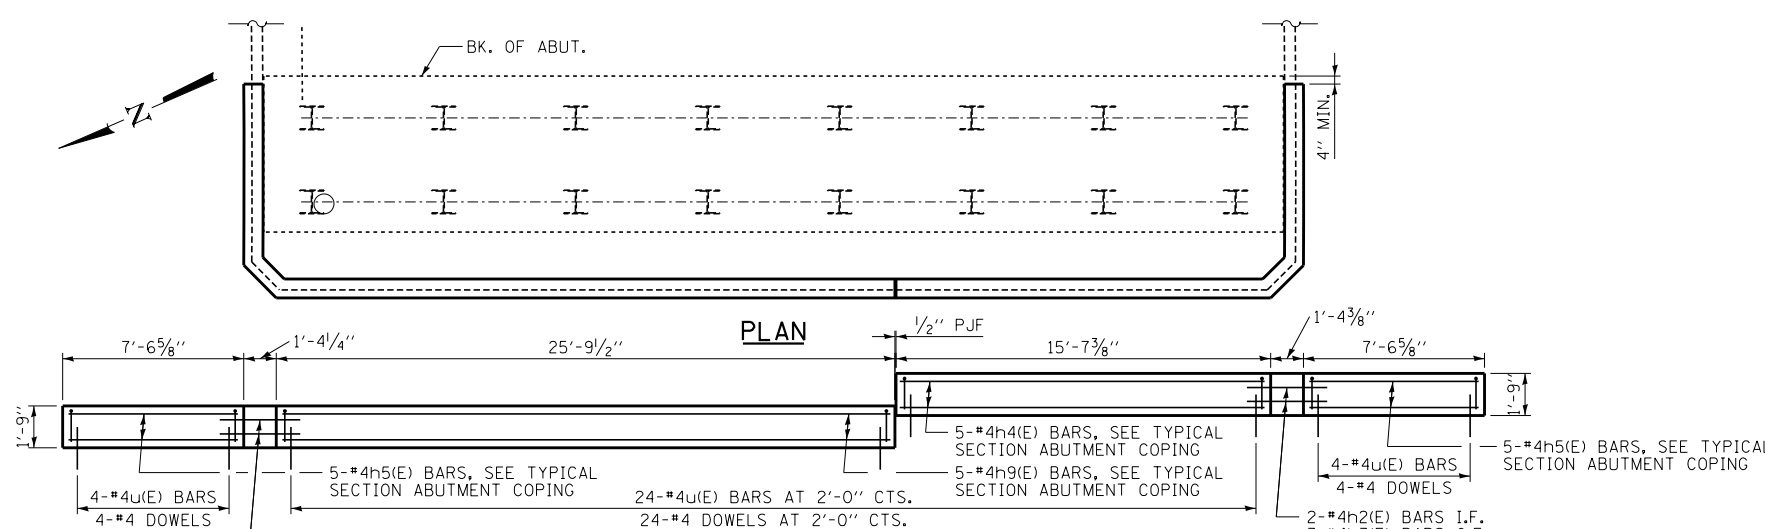 BK. OF ABUT.
N
4'' MIN.
PLAN
1/2'' PJF
7'-6 5/8''
1'-4 1/4''
25'-9 1/2''
15'-7 3/8''
1'-4 3/8''
7'-6 5/8''
1'-9''
1'-9''
5-#4h4(E) BARS, SEE TYPICAL
SECTION ABUTMENT COPING
5-#4h5(E) BARS, SEE TYPICAL
SECTION ABUTMENT COPING
5-#4h9(E) BARS, SEE TYPICAL
SECTION ABUTMENT COPING
5-#4h5(E) BARS, SEE TYPICAL
SECTION ABUTMENT COPING
4-#4u(E) BARS
4-#4 DOWELS
24-#4u(E) BARS AT 2'-0'' CTS.
24-#4 DOWELS AT 2'-0'' CTS.
4-#4u(E) BARS
4-#4 DOWELS
2-#4h2(E) BARS I.F.